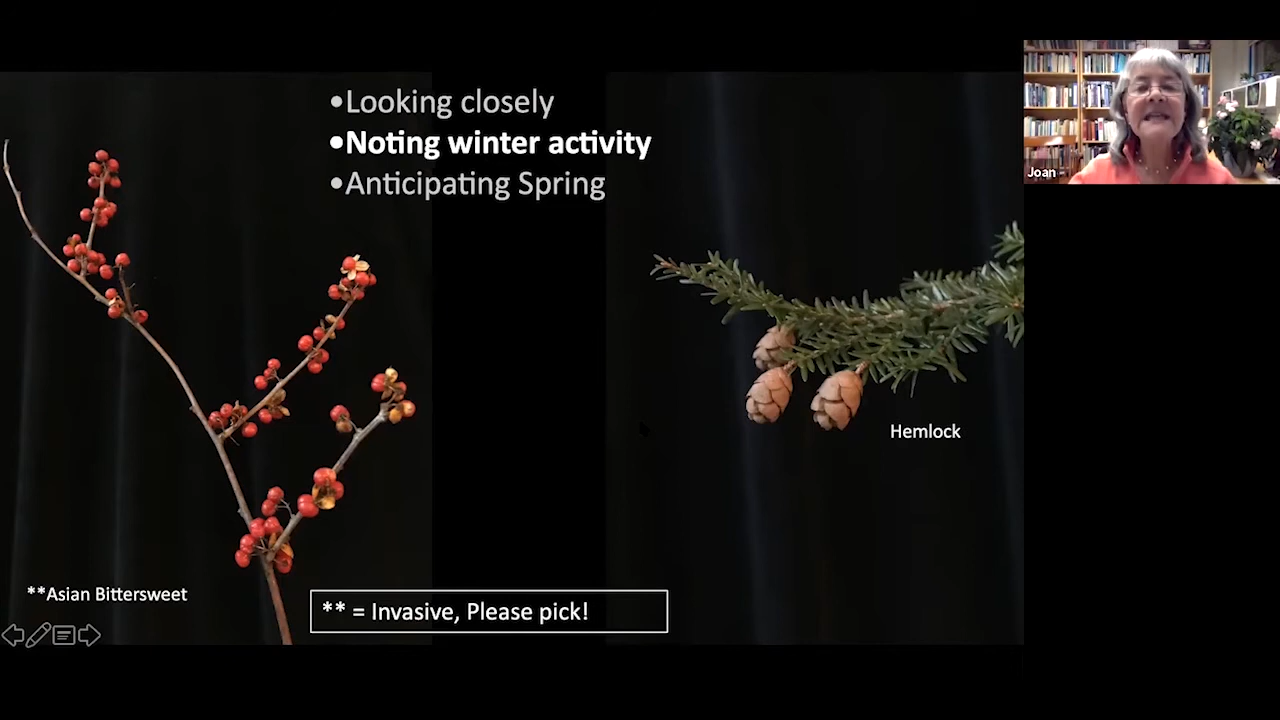 •Looking closely
•Noting winter activity
•Anticipating Spring
Joan
Hemlock
**Asian Bittersweet
** = Invasive, Please pick!